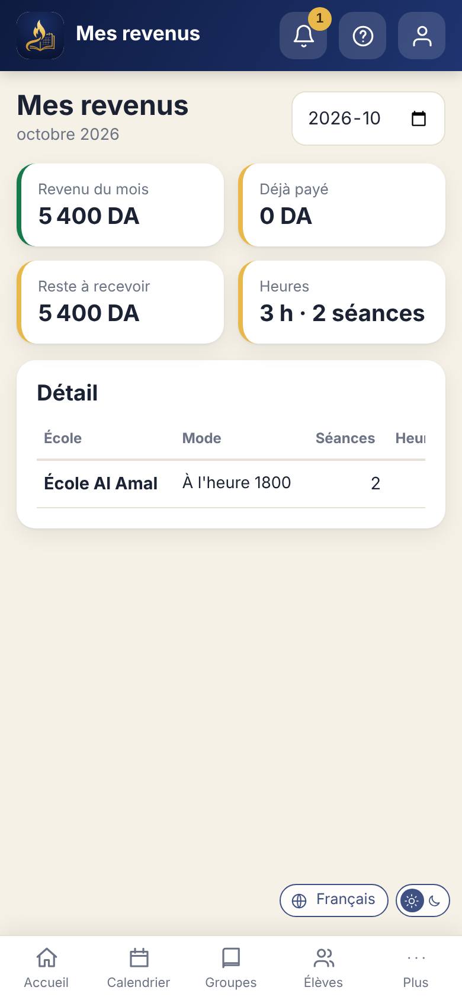 Mes revenus
1
Mes revenus
octobre 2026
2026-10
Revenu du mois
5 400 DA
Déjà payé
0 DA
Reste à recevoir
5 400 DA
Heures
3 h · 2 séances
Détail
École Mode Séances
École Al Amal À l'heure 1800 2
Français
Accueil Calendrier Groupes Élèves Plus